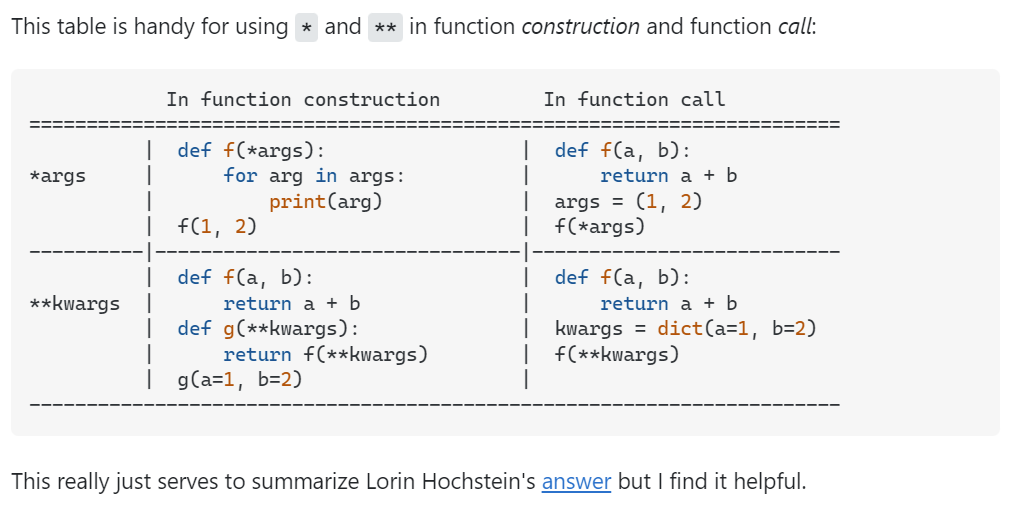 This table is handy for using * and ** in function construction and function call:
            In function construction         In function call
=======================================================================
          |  def f(*args):                 |  def f(a, b):
*args     |      for arg in args:          |      return a + b
          |          print(arg)            |  args = (1, 2)
          |  f(1, 2)                       |  f(*args)
----------|--------------------------------|---------------------------
          |  def f(a, b):                  |  def f(a, b):
**kwargs  |      return a + b              |      return a + b
          |  def g(**kwargs):              |  kwargs = dict(a=1, b=2)
          |      return f(**kwargs)        |  f(**kwargs)
          |  g(a=1, b=2)                   |
-----------------------------------------------------------------------
This really just serves to summarize Lorin Hochstein's answer but I find it helpful.